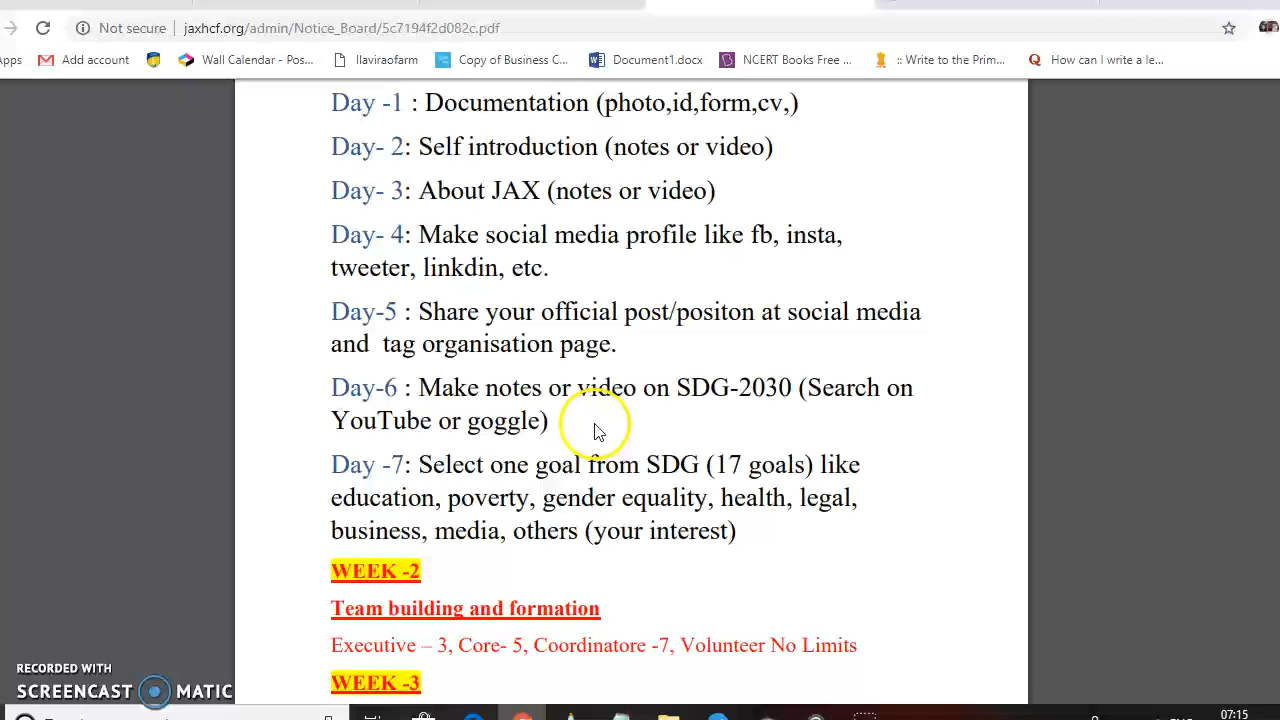 Not secure | jaxhcf.org/admin/Notice_Board/5c7194f2d082c.pdf
Apps Add account Wall Calendar - Pos... llaviraofarm Copy of Business C... Document1.docx NCERT Books Free ... :: Write to the Prim... How can I write a le...
Day -1 : Documentation (photo,id,form,cv,)
Day- 2: Self introduction (notes or video)
Day- 3: About JAX (notes or video)
Day- 4: Make social media profile like fb, insta,
tweeter, linkdin, etc.
Day-5 : Share your official post/positon at social media
and tag organisation page.
Day-6 : Make notes or video on SDG-2030 (Search on
YouTube or goggle)
Day -7: Select one goal from SDG (17 goals) like
education, poverty, gender equality, health, legal,
business, media, others (your interest)
WEEK -2
Team building and formation
Executive – 3, Core- 5, Coordinatore -7, Volunteer No Limits
WEEK -3
RECORDED WITH
SCREENCAST MATIC
07:15